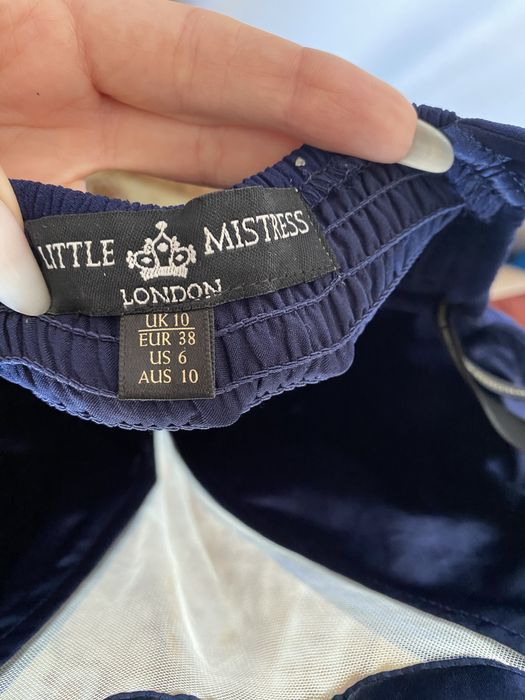 LITTLE MISTRESS
LONDON
UK 10
EUR 38
US 6
AUS 10